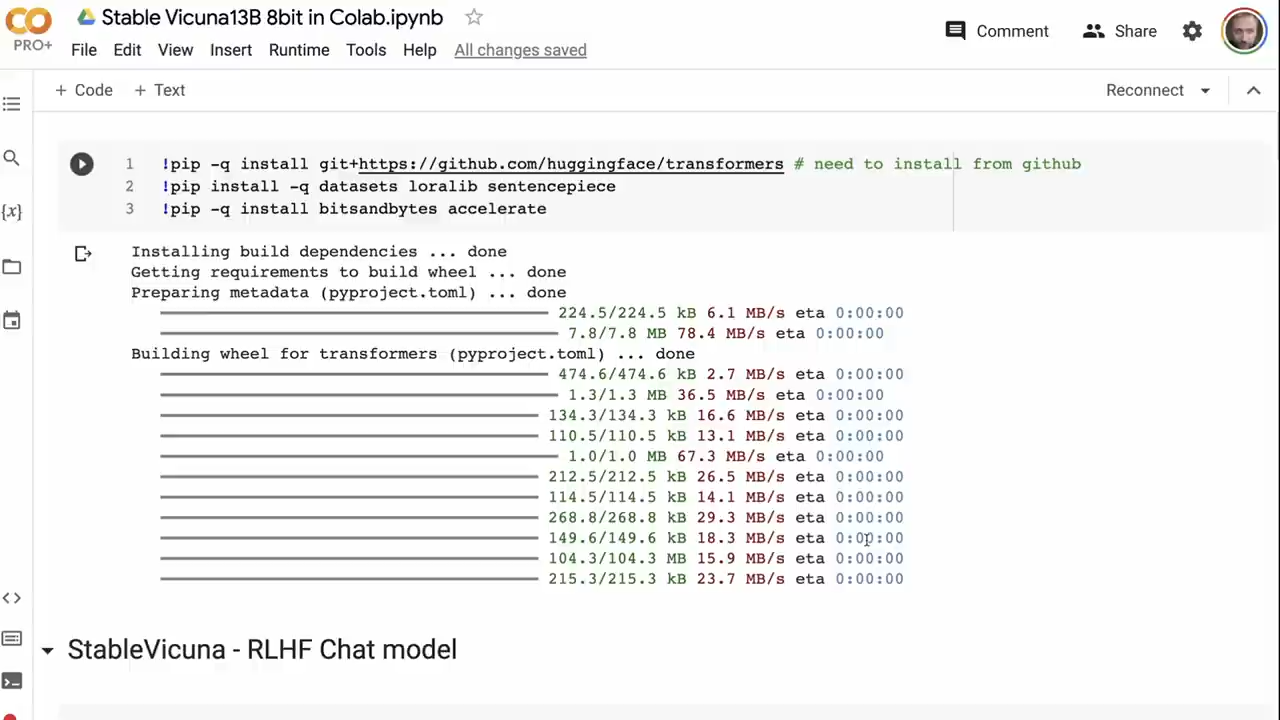 Stable Vicuna13B 8bit in Colab.ipynb
PRO+
File Edit View Insert Runtime Tools Help All changes saved
Comment Share
+ Code + Text
Reconnect
1 !pip -q install git+https://github.com/huggingface/transformers # need to install from github
2 !pip install -q datasets loralib sentencepiece
3 !pip -q install bitsandbytes accelerate
Installing build dependencies ... done
Getting requirements to build wheel ... done
Preparing metadata (pyproject.toml) ... done
224.5/224.5 kB 6.1 MB/s eta 0:00:00
7.8/7.8 MB 78.4 MB/s eta 0:00:00
Building wheel for transformers (pyproject.toml) ... done
474.6/474.6 kB 2.7 MB/s eta 0:00:00
1.3/1.3 MB 36.5 MB/s eta 0:00:00
134.3/134.3 kB 16.6 MB/s eta 0:00:00
110.5/110.5 kB 13.1 MB/s eta 0:00:00
1.0/1.0 MB 67.3 MB/s eta 0:00:00
212.5/212.5 kB 26.5 MB/s eta 0:00:00
114.5/114.5 kB 14.1 MB/s eta 0:00:00
268.8/268.8 kB 29.3 MB/s eta 0:00:00
149.6/149.6 kB 18.3 MB/s eta 0:00:00
104.3/104.3 MB 15.9 MB/s eta 0:00:00
215.3/215.3 kB 23.7 MB/s eta 0:00:00
StableVicuna - RLHF Chat model